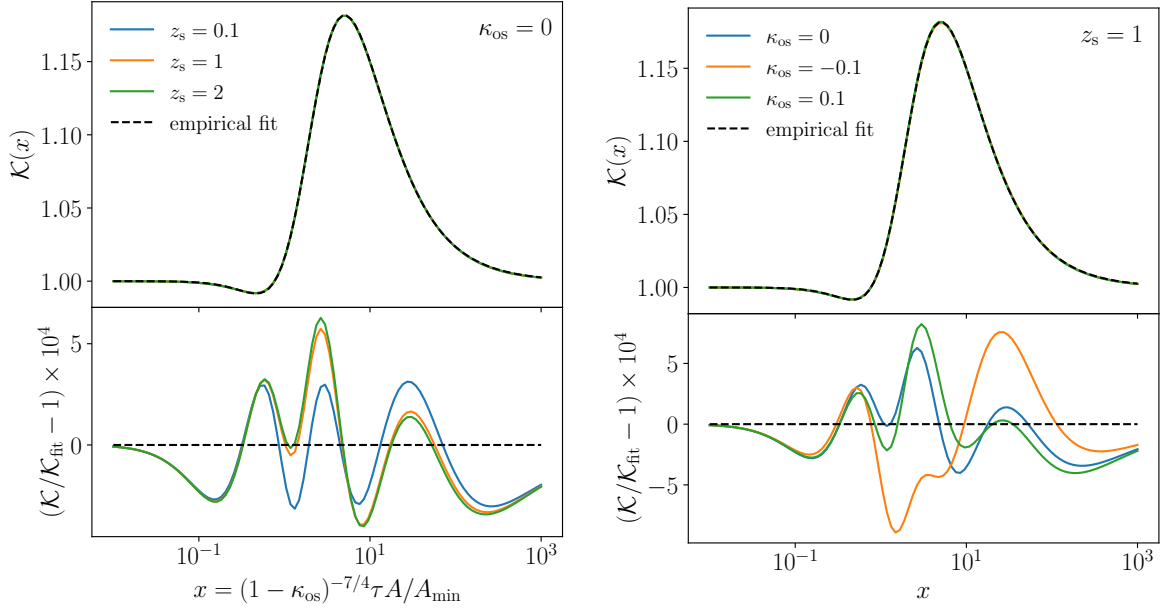 κ_os = 0
z_s = 0.1
z_s = 1
z_s = 2
empirical fit
𝒦(x)
1.15
1.10
1.05
1.00
(𝒦/𝒦_fit − 1) × 10^4
5
0
10^−1
10^1
10^3
x = (1 − κ_os)^−7/4 τA/A_min
z_s = 1
κ_os = 0
κ_os = −0.1
κ_os = 0.1
empirical fit
𝒦(x)
1.15
1.10
1.05
1.00
(𝒦/𝒦_fit − 1) × 10^4
5
0
−5
10^−1
10^1
10^3
x